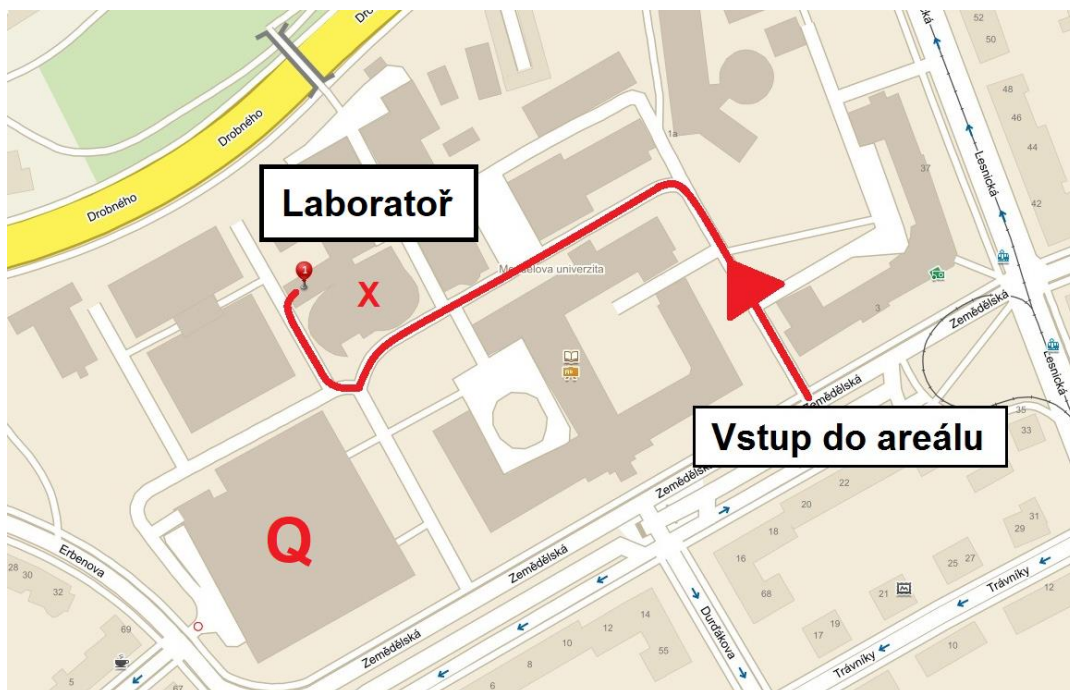 Drobného
Drobného
Drobného
52
50
48
46
44
42
1a
37
Lesnická
Laboratoř
1
X
Mendelova univerzita
3
Zemědělská
Lesnická
Zemědělská
Vstup do areálu
35
33
Zemědělská
22
20
18
16
68
31
29
27
25
21
19
17
Trávníky
12
10
Trávníky
Q
Erbenova
28
30
32
Zemědělská
Durďákova
14
12
10
8
6
55
69
5
67
Zemědělská